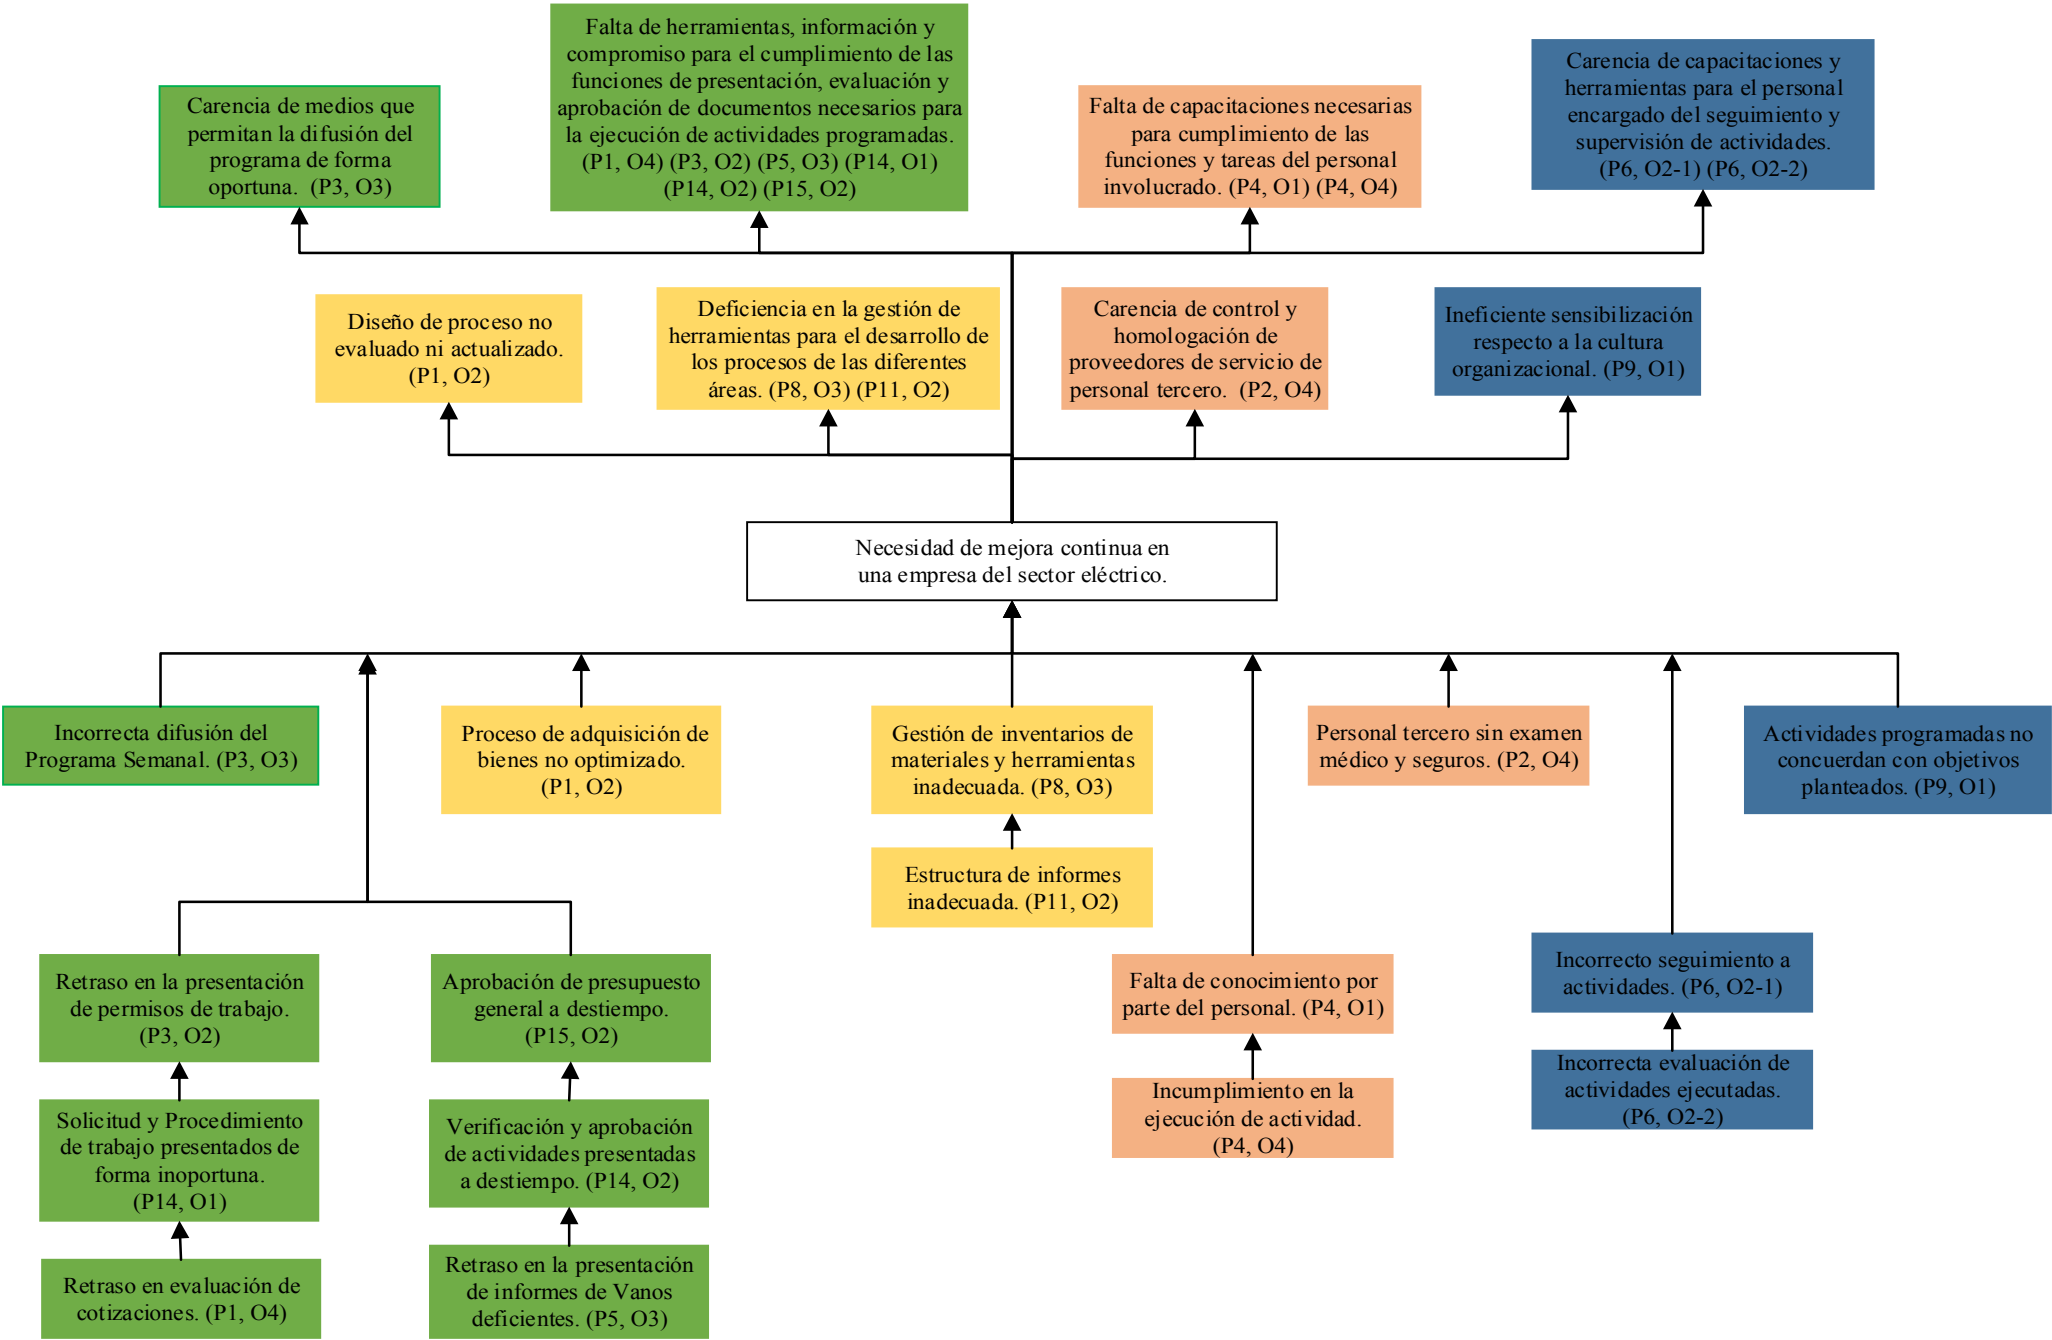 Falta de herramientas, información y
compromiso para el cumplimiento de las
funciones de presentación, evaluación y
aprobación de documentos necesarios para
la ejecución de actividades programadas.
(P1, O4) (P3, O2) (P5, O3) (P14, O1)
(P14, O2) (P15, O2)
Carencia de medios que
permitan la difusión del
programa de forma
oportuna. (P3, O3)
Falta de capacitaciones necesarias
para cumplimiento de las
funciones y tareas del personal
involucrado. (P4, O1) (P4, O4)
Carencia de capacitaciones y
herramientas para el personal
encargado del seguimiento y
supervisión de actividades.
(P6, O2-1) (P6, O2-2)
Diseño de proceso no
evaluado ni actualizado.
(P1, O2)
Deficiencia en la gestión de
herramientas para el desarrollo de
los procesos de las diferentes
áreas. (P8, O3) (P11, O2)
Carencia de control y
homologación de
proveedores de servicio de
personal tercero. (P2, O4)
Ineficiente sensibilización
respecto a la cultura
organizacional. (P9, O1)
Necesidad de mejora continua en
una empresa del sector eléctrico.
Incorrecta difusión del
Programa Semanal. (P3, O3)
Proceso de adquisición de
bienes no optimizado.
(P1, O2)
Gestión de inventarios de
materiales y herramientas
inadecuada. (P8, O3)
Personal tercero sin examen
médico y seguros. (P2, O4)
Actividades programadas no
concuerdan con objetivos
planteados. (P9, O1)
Estructura de informes
inadecuada. (P11, O2)
Retraso en la presentación
de permisos de trabajo.
(P3, O2)
Aprobación de presupuesto
general a destiempo.
(P15, O2)
Falta de conocimiento por
parte del personal. (P4, O1)
Incorrecto seguimiento a
actividades. (P6, O2-1)
Incumplimiento en la
ejecución de actividad.
(P4, O4)
Incorrecta evaluación de
actividades ejecutadas.
(P6, O2-2)
Solicitud y Procedimiento
de trabajo presentados de
forma inoportuna.
(P14, O1)
Verificación y aprobación
de actividades presentadas
a destiempo. (P14, O2)
Retraso en evaluación de
cotizaciones. (P1, O4)
Retraso en la presentación
de informes de Vanos
deficientes. (P5, O3)